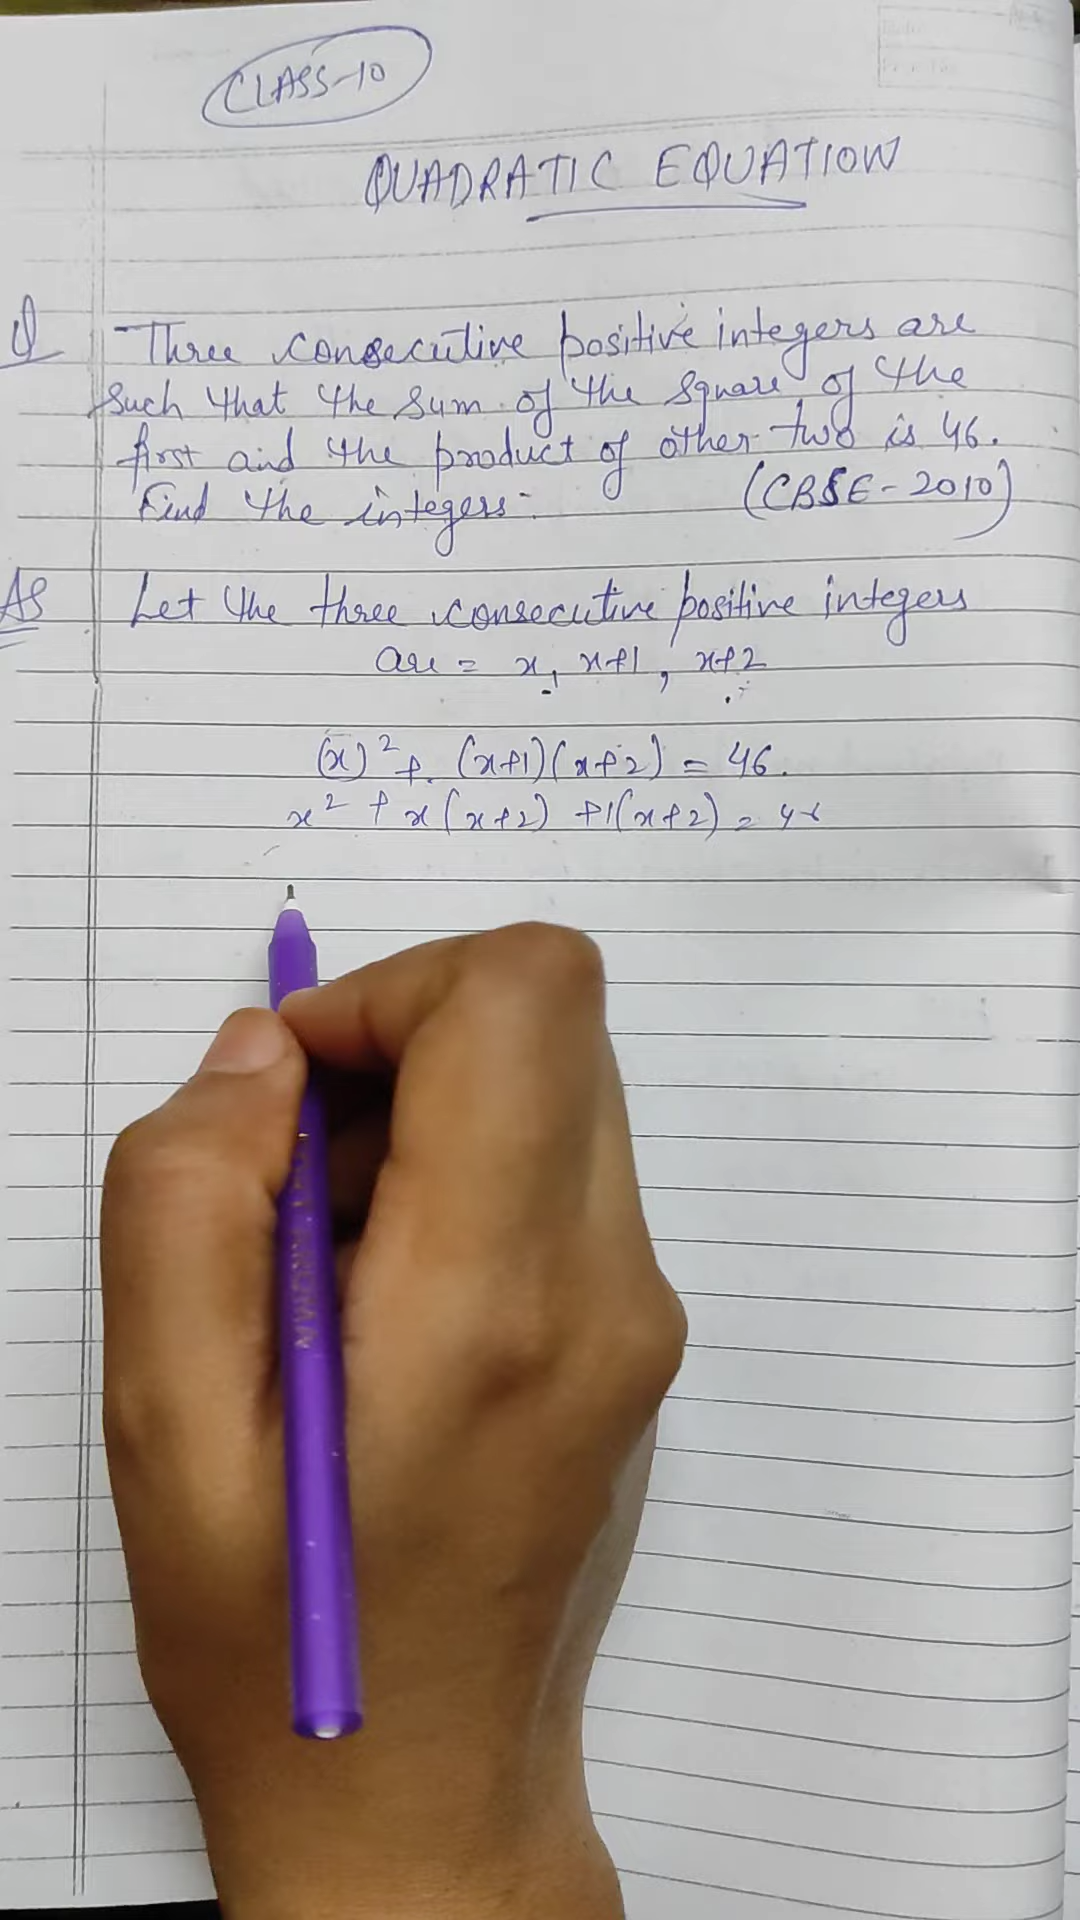 CLASS-10
QUADRATIC EQUATION
Q Three consecutive positive integers are
such that the sum of the square of the
first and the product of other two is 46.
Find the integers. (CBSE-2010)
AS Let the three consecutive positive integers
are = x, x+1, x+2
(x)² + (x+1)(x+2) = 46.
x² + x(x+2) +1(x+2) = 46